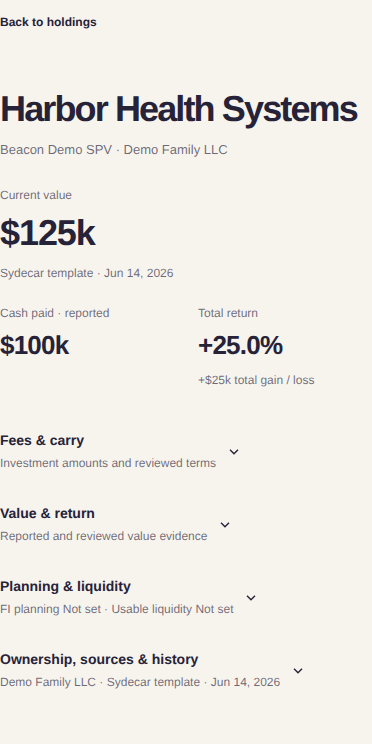 Back to holdings
Harbor Health Systems
Beacon Demo SPV · Demo Family LLC
Current value
$125k
Sydecar template · Jun 14, 2026
Cash paid · reported
$100k
Total return
+25.0%
+$25k total gain / loss
Fees & carry
Investment amounts and reviewed terms
Value & return
Reported and reviewed value evidence
Planning & liquidity
FI planning Not set · Usable liquidity Not set
Ownership, sources & history
Demo Family LLC · Sydecar template · Jun 14, 2026